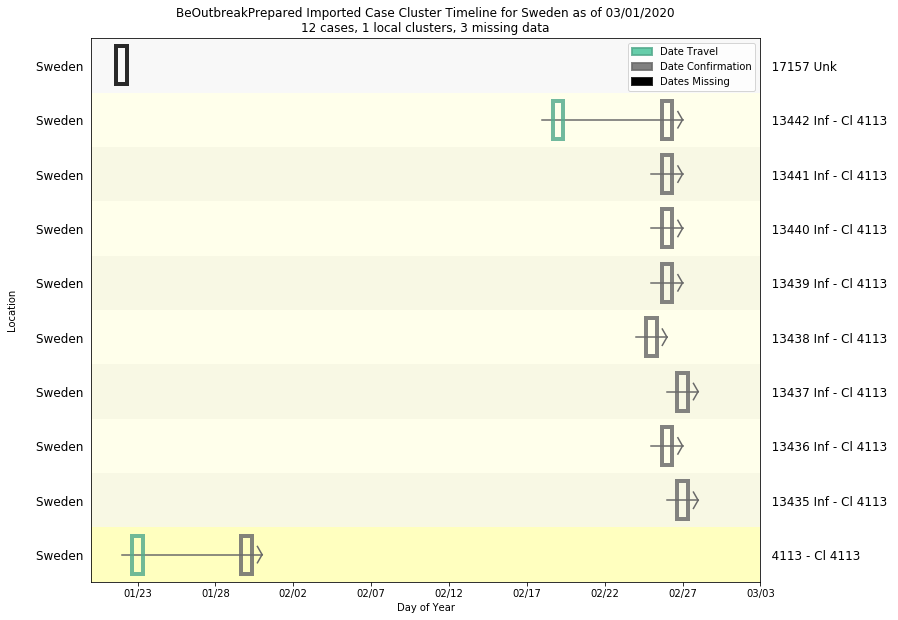 BeOutbreakPrepared Imported Case Cluster Timeline for Sweden as of 03/01/2020
12 cases, 1 local clusters, 3 missing data
Date Travel
Date Confirmation
Dates Missing
Sweden 17157 Unk
Sweden 13442 Inf - Cl 4113
Sweden 13441 Inf - Cl 4113
Sweden 13440 Inf - Cl 4113
Sweden 13439 Inf - Cl 4113
Sweden 13438 Inf - Cl 4113
Sweden 13437 Inf - Cl 4113
Sweden 13436 Inf - Cl 4113
Sweden 13435 Inf - Cl 4113
Sweden 4113 - Cl 4113
Location
01/23 01/28 02/02 02/07 02/12 02/17 02/22 02/27 03/03
Day of Year